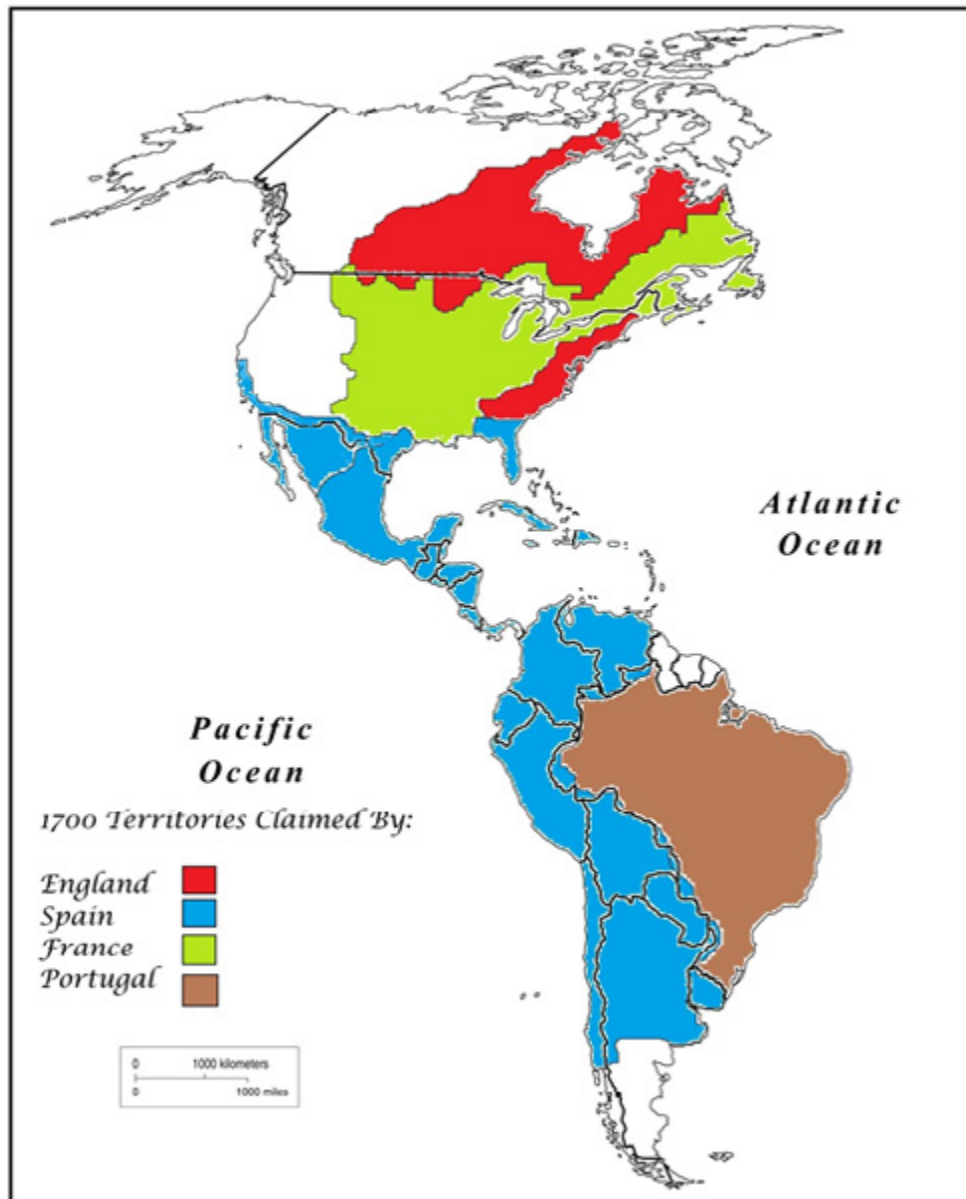 Atlantic
Ocean
Pacific
Ocean
1700 Territories Claimed By:
England
Spain
France
Portugal
0 1000 kilometers
0 1000 miles